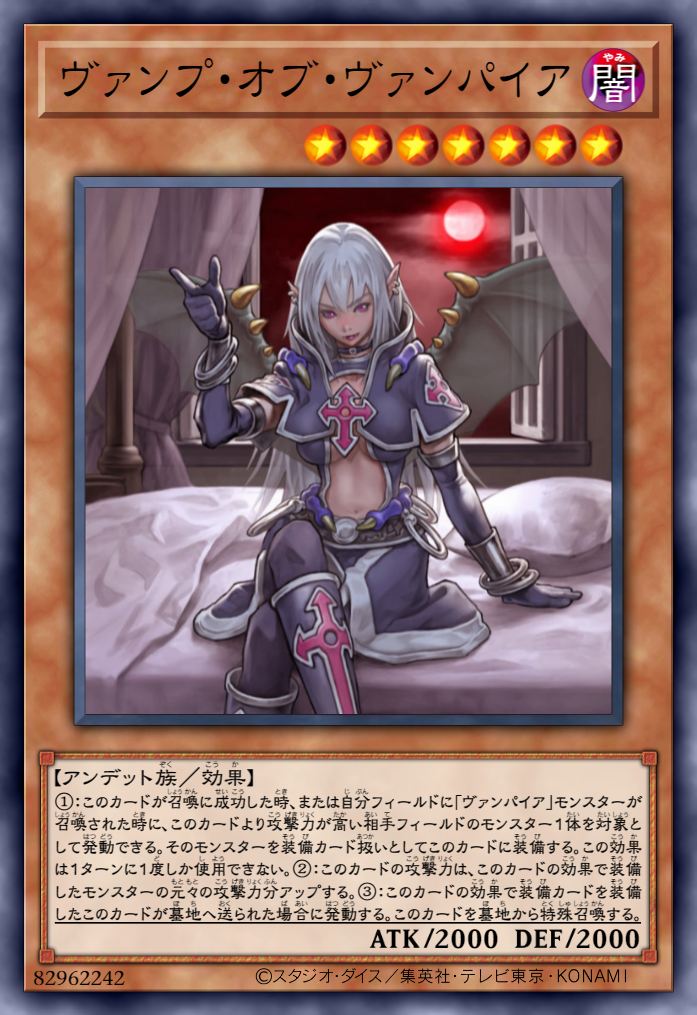 ヴァンプ・オブ・ヴァンパイア
やみ
闇
【アンデット族／効果】
①:このカードが召喚に成功した時、または自分フィールドに「ヴァンパイア」モンスターが
召喚された時に、このカードより攻撃力が高い相手フィールドのモンスター1体を対象と
して発動できる。そのモンスターを装備カード扱いとしてこのカードに装備する。この効果
は1ターンに1度しか使用できない。②:このカードの攻撃力は、このカードの効果で装備
したモンスターの元々の攻撃力分アップする。③:このカードの効果で装備カードを装備
したこのカードが墓地へ送られた場合に発動する。このカードを墓地から特殊召喚する。
ATK/2000 DEF/2000
82962242 ©スタジオ・ダイス／集英社・テレビ東京・KONAMI